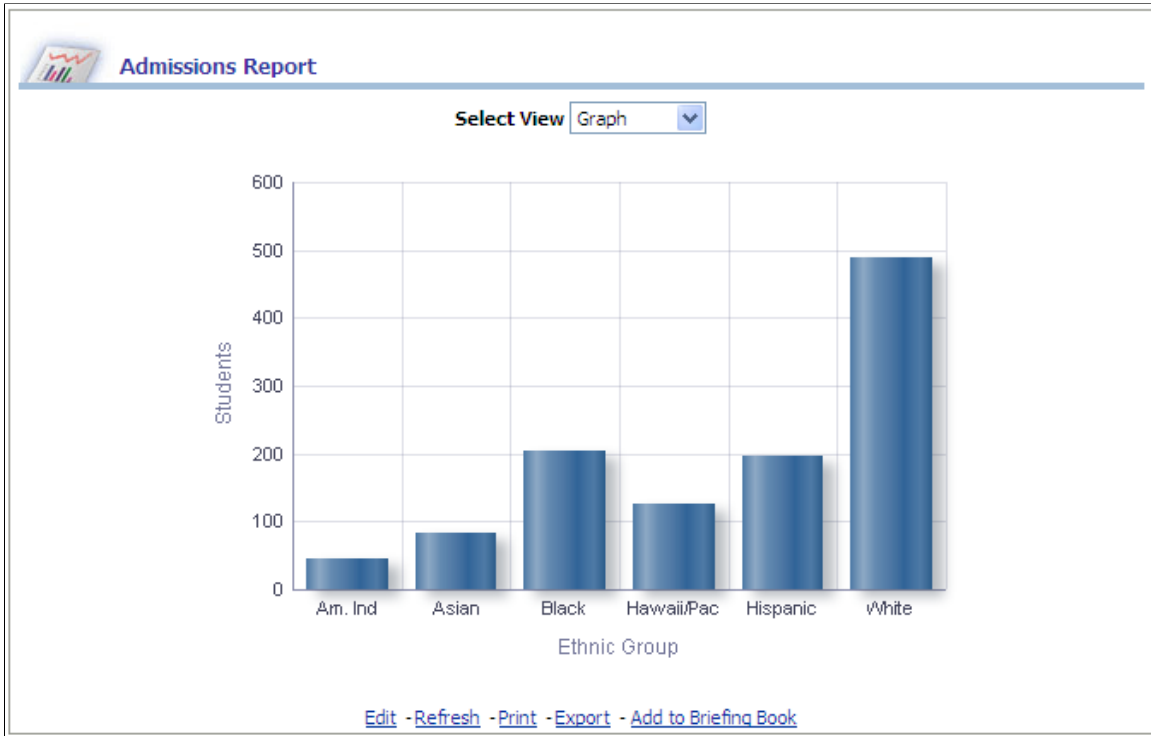 Admissions Report
Select View Graph
600
500
400
300
200
100
0
Students
Am. Ind Asian Black Hawaii/Pac Hispanic White
Ethnic Group
Edit - Refresh - Print - Export - Add to Briefing Book